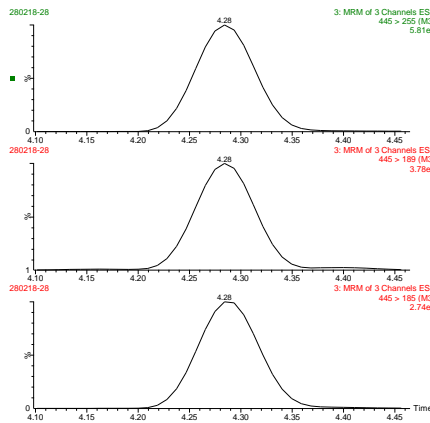 280218-28
3: MRM of 3 Channels ES
445 > 255 (M3
5.81e
4.28
%
0
4.10 4.15 4.20 4.25 4.30 4.35 4.40 4.45
280218-28
3: MRM of 3 Channels ES
445 > 189 (M3
3.78e
4.28
%
1
4.10 4.15 4.20 4.25 4.30 4.35 4.40 4.45
280218-28
3: MRM of 3 Channels ES
445 > 185 (M3
2.74e
4.28
%
0
Time
4.10 4.15 4.20 4.25 4.30 4.35 4.40 4.45